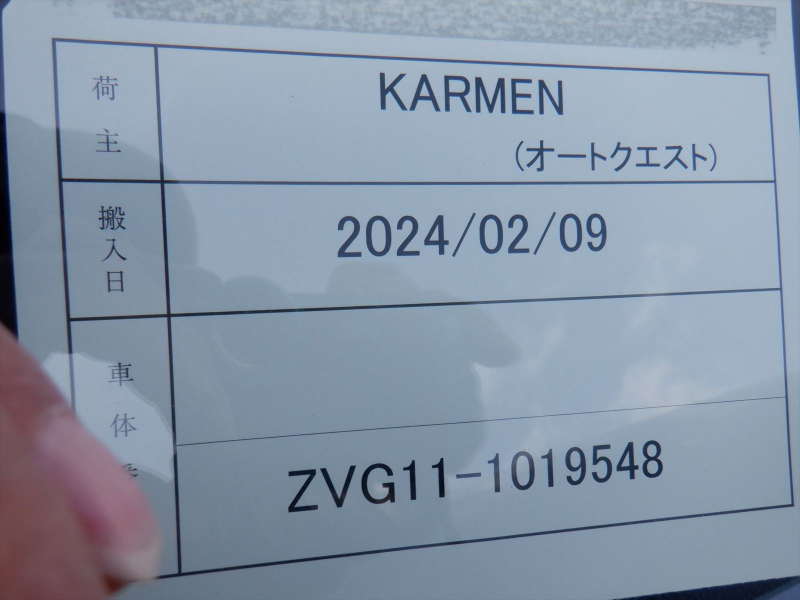 荷主
KARMEN
(オートクエスト)
搬入日
2024/02/09
車体
ZVG11-1019548